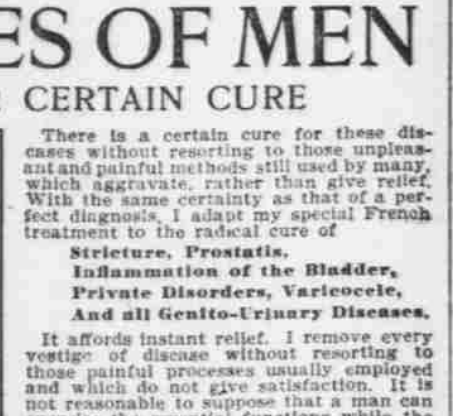 ES OF MEN
CERTAIN CURE
There is a certain cure for these dis-
eases without resorting to those unpleas-
ant and painful methods still used by many,
which aggravate, rather than give relief.
With the same certainty as that of a per-
fect diagnosis, I adapt my special French
treatment to the radical cure of
Stricture, Prostatis,
Inflammation of the Bladder,
Private Disorders, Varicocele,
And all Genito-Urinary Diseases.
It affords instant relief. I remove every
vestige of disease without resorting to
those painful processes usually employed
and which do not give satisfaction. It is
not reasonable to suppose that a man can